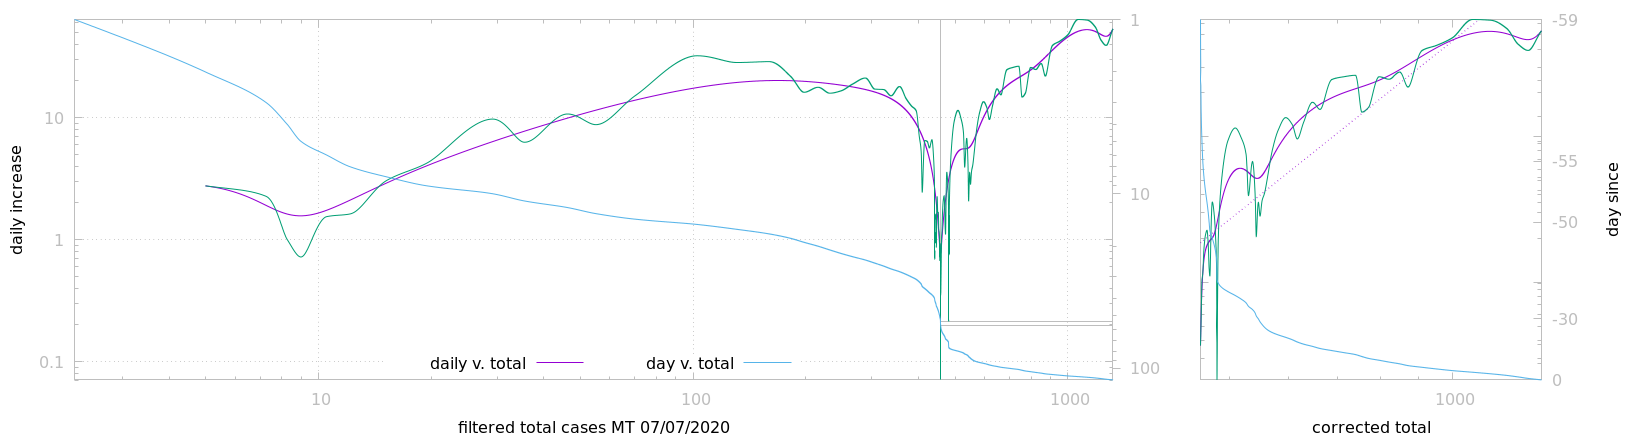 daily increase
10
1
0.1
10
100
1000
filtered total cases MT 07/07/2020
daily v. total
day v. total
1
10
100
1000
corrected total
-59
-55
-50
-30
0
day since